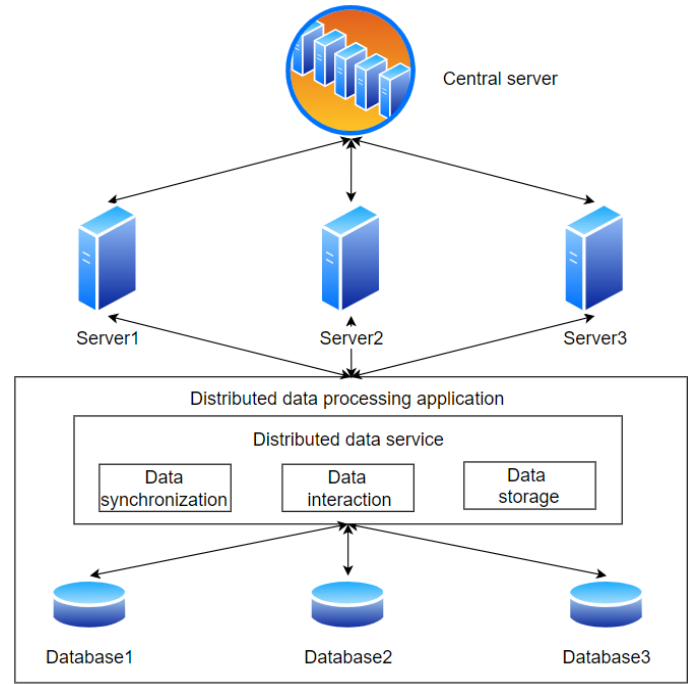 Central server
Server1
Server2
Server3
Distributed data processing application
Distributed data service
Data
synchronization
Data
interaction
Data
storage
Database1
Database2
Database3